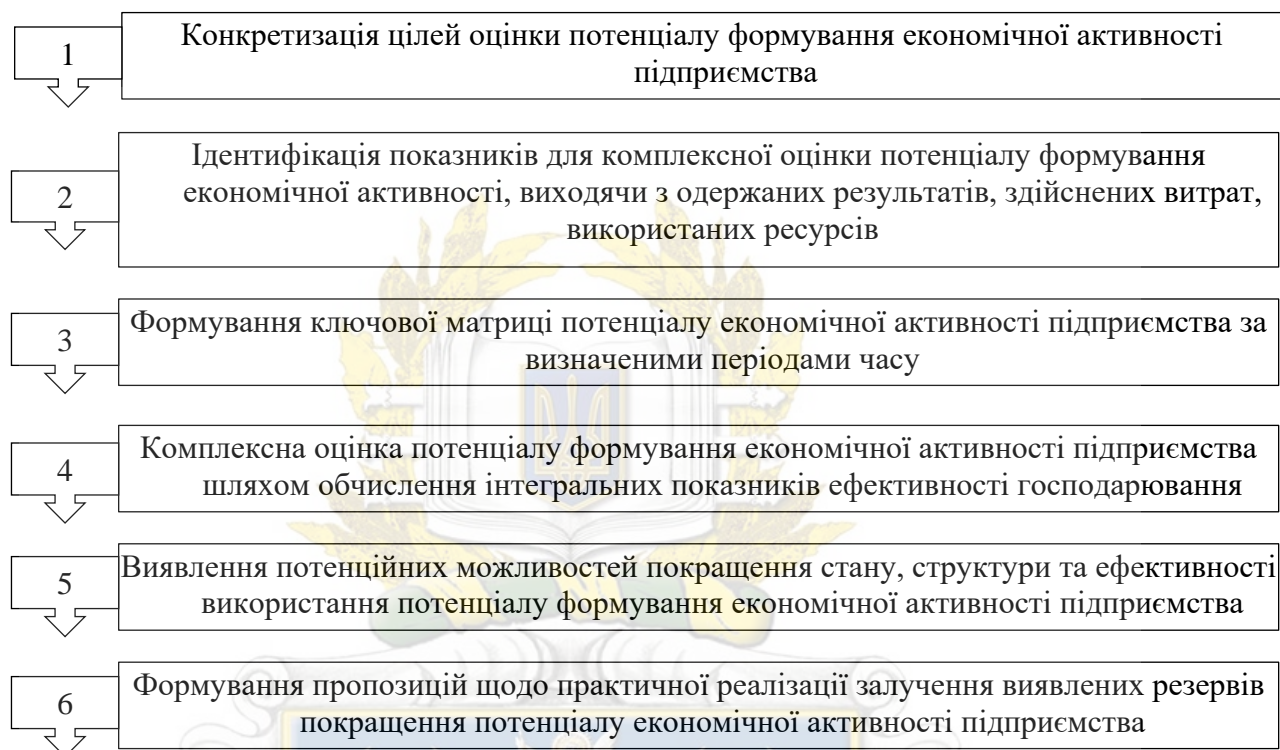 1
Конкретизація цілей оцінки потенціалу формування економічної активності
підприємства
2
Ідентифікація показників для комплексної оцінки потенціалу формування
економічної активності, виходячи з одержаних результатів, здійснених витрат,
використаних ресурсів
3
Формування ключової матриці потенціалу економічної активності підприємства за
визначеними періодами часу
4
Комплексна оцінка потенціалу формування економічної активності підприємства
шляхом обчислення інтегральних показників ефективності господарювання
5
Виявлення потенційних можливостей покращення стану, структури та ефективності
використання потенціалу формування економічної активності підприємства
6
Формування пропозицій щодо практичної реалізації залучення виявлених резервів
покращення потенціалу економічної активності підприємства